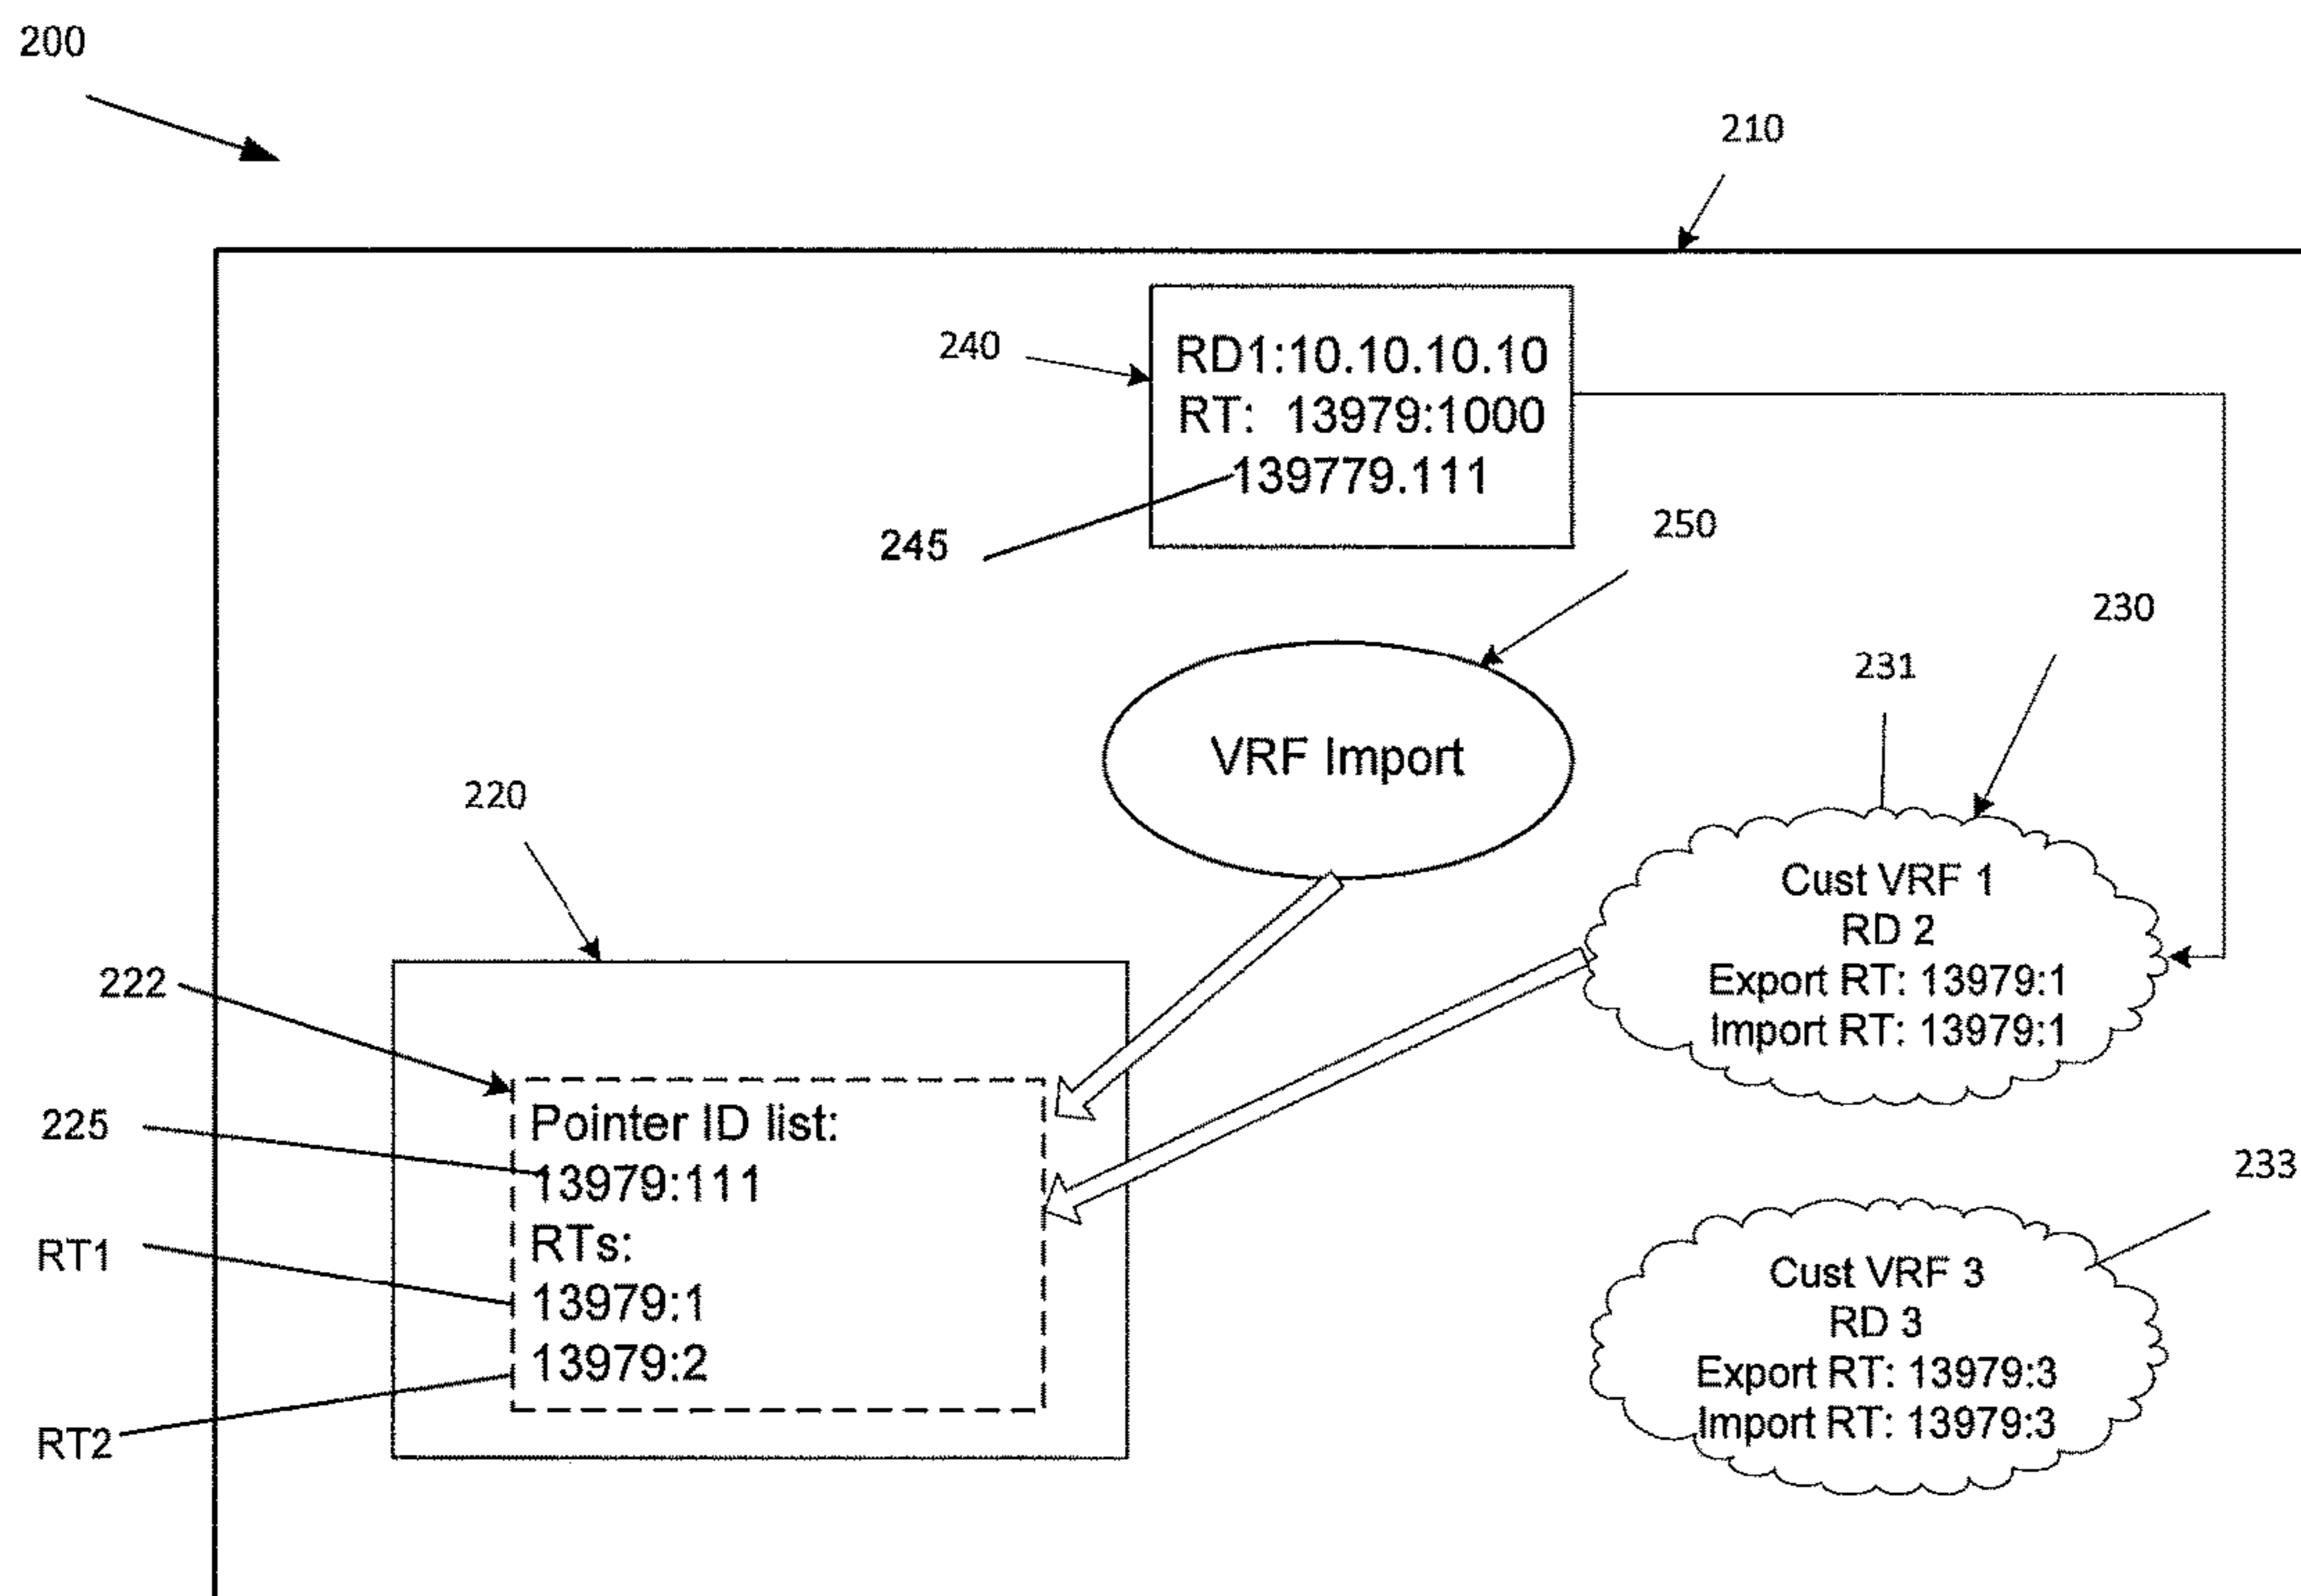 200
210
240
RD1:10.10.10.10
RT: 13979:1000
139779.111
245
250
230
231
VRF Import
220
Cust VRF 1
RD 2
Export RT: 13979:1
Import RT: 13979:1
222
Pointer ID list:
225
13979:111
RTs:
RT1
13979:1
13979:2
RT2
233
Cust VRF 3
RD 3
Export RT: 13979:3
Import RT: 13979:3